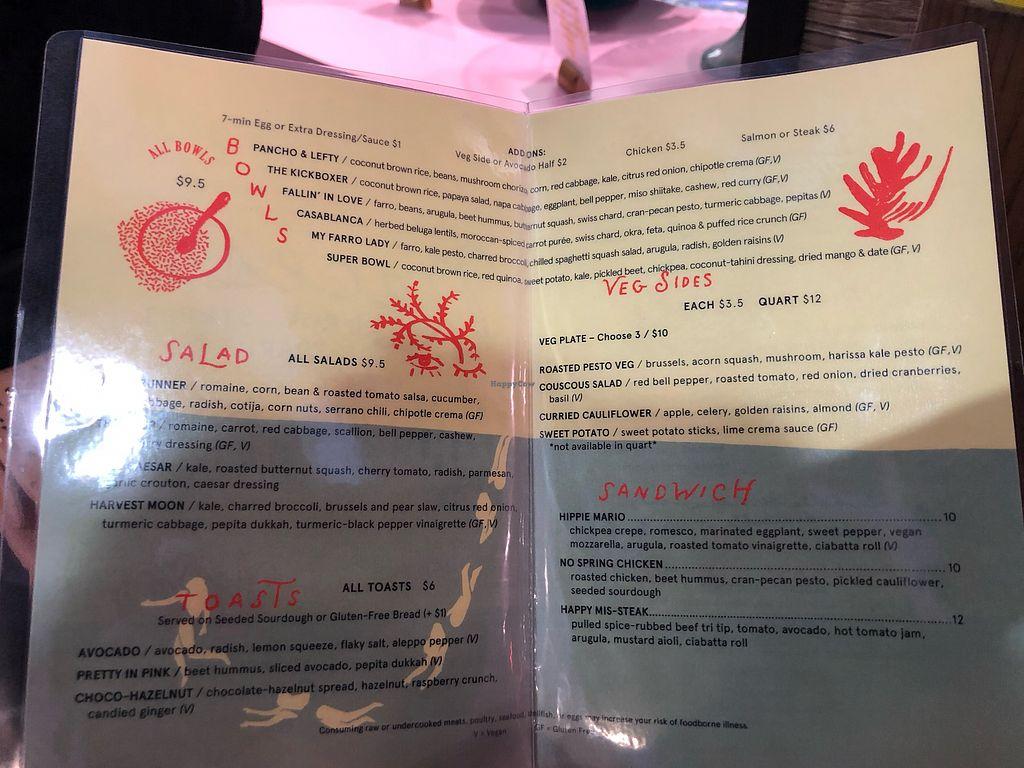 7-min Egg or Extra Dressing/Sauce $1
ADDONS:
Veg Side or Avocado Half $2
Chicken $3.5
Salmon or Steak $6
ALL BOWLS
$9.5
BOWLS
PANCHO & LEFTY / coconut brown rice, beans, mushroom chorizo, corn, red cabbage, kale, citrus red onion, chipotle crema (GF,V)
THE KICKBOXER / coconut brown rice, papaya salad, napa cabbage, eggplant, bell pepper, miso shiitake, cashew, red curry (GF,V)
FALLIN' IN LOVE / farro, beans, arugula, beet hummus, butternut squash, swiss chard, cran-pecan pesto, turmeric cabbage, pepitas (V)
CASABLANCA / herbed beluga lentils, moroccan-spiced carrot purée, swiss chard, okra, feta, quinoa & puffed rice crunch (GF)
MY FARRO LADY / farro, kale pesto, charred broccoli, chilled spaghetti squash salad, arugula, radish, golden raisins (V)
SUPER BOWL / coconut brown rice, red quinoa, sweet potato, kale, pickled beet, chickpea, coconut-tahini dressing, dried mango & date (GF, V)
SALAD
ALL SALADS $9.5
UNNER / romaine, corn, bean & roasted tomato salsa, cucumber,
bbage, radish, cotija, corn nuts, serrano chili, chipotle crema (GF)
/ romaine, carrot, red cabbage, scallion, bell pepper, cashew,
dressing (GF, V)
AESAR / kale, roasted butternut squash, cherry tomato, radish, parmesan,
garlic crouton, caesar dressing
HARVEST MOON / kale, charred broccoli, brussels and pear slaw, citrus red onion,
turmeric cabbage, pepita dukkah, turmeric-black pepper vinaigrette (GF,V)
TOASTS
ALL TOASTS $6
Served on Seeded Sourdough or Gluten-Free Bread (+ $1)
AVOCADO / avocado, radish, lemon squeeze, flaky salt, aleppo pepper (V)
PRETTY IN PINK / beet hummus, sliced avocado, pepita dukkah (V)
CHOCO-HAZELNUT / chocolate-hazelnut spread, hazelnut, raspberry crunch,
candied ginger (V)
VEG SIDES
EACH $3.5 QUART $12
VEG PLATE – Choose 3 / $10
ROASTED PESTO VEG / brussels, acorn squash, mushroom, harissa kale pesto (GF,V)
COUSCOUS SALAD / red bell pepper, roasted tomato, red onion, dried cranberries,
basil (V)
CURRIED CAULIFLOWER / apple, celery, golden raisins, almond (GF, V)
SWEET POTATO / sweet potato sticks, lime crema sauce (GF)
*not available in quart*
SANDWICH
HIPPIE MARIO 10
chickpea crepe, romesco, marinated eggplant, sweet pepper, vegan
mozzarella, arugula, roasted tomato vinaigrette, ciabatta roll (V)
NO SPRING CHICKEN 10
roasted chicken, beet hummus, cran-pecan pesto, pickled cauliflower,
seeded sourdough
HAPPY MIS-STEAK 12
pulled spice-rubbed beef tri tip, tomato, avocado, hot tomato jam,
arugula, mustard aioli, ciabatta roll
Consuming raw or undercooked meats, poultry, seafood, shellfish, or eggs may increase your risk of foodborne illness.
V = Vegan GF = Gluten Free
HappyCow